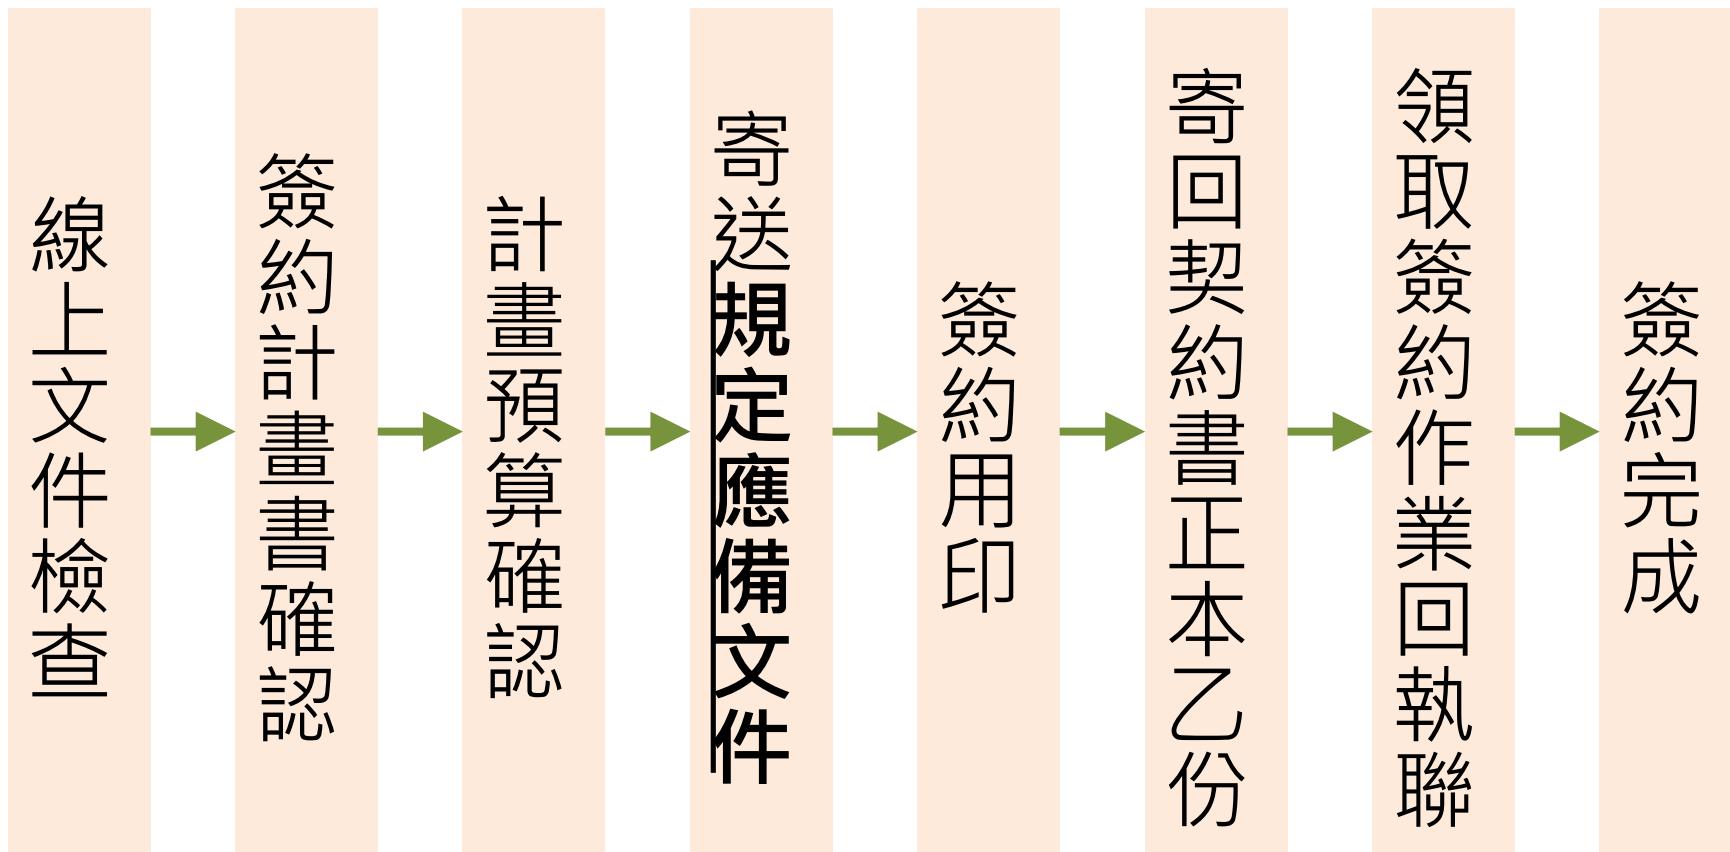 線上文件檢查
簽約計畫書確認
計畫預算確認
寄送規定應備文件
簽約用印
寄回契約書正本乙份
領取簽約作業回執聯
簽約完成